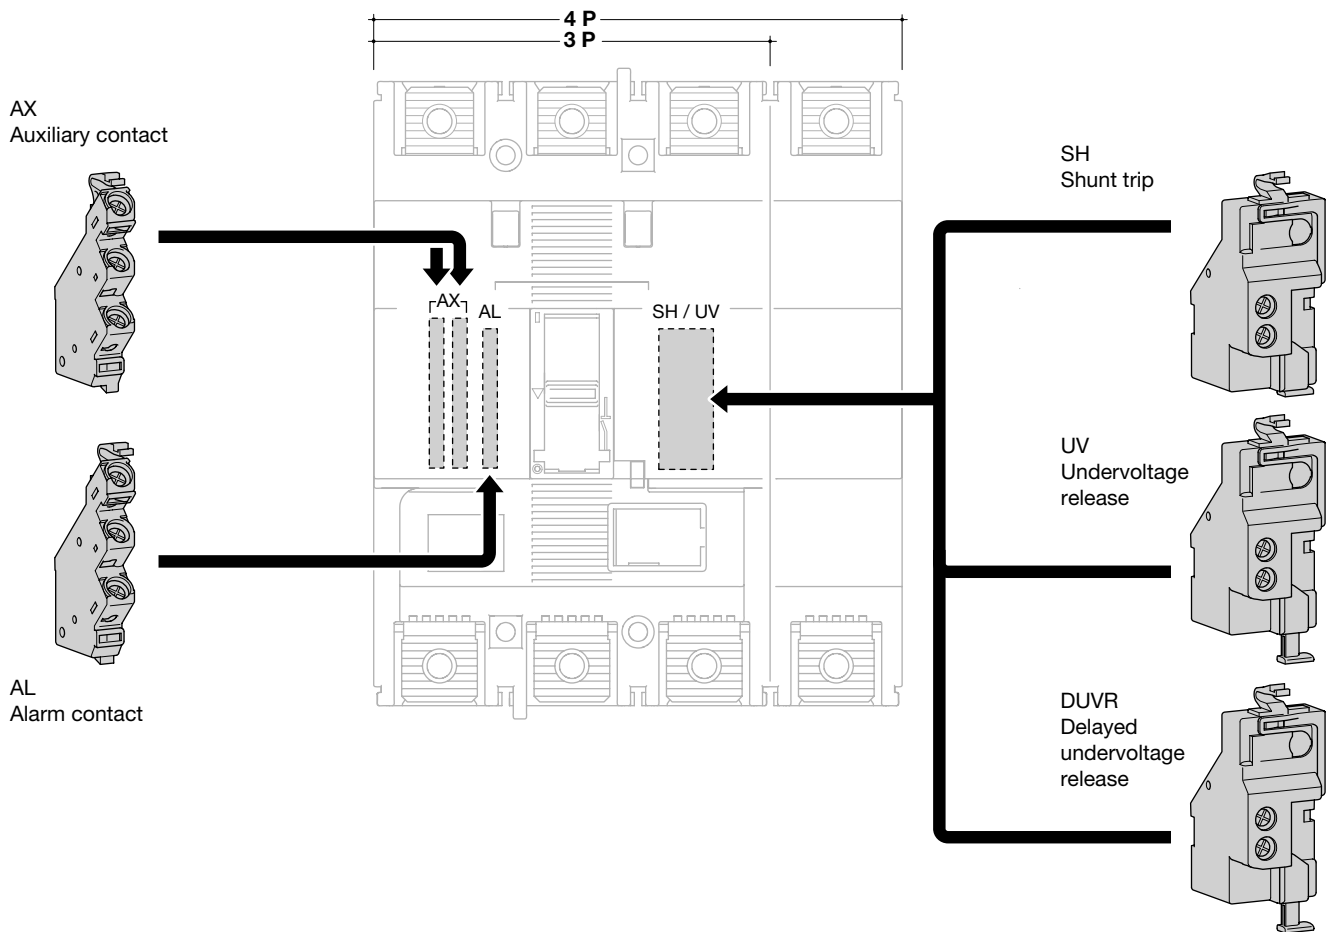 4 P
3 P
AX
Auxiliary contact
SH
Shunt trip
AX
AL
SH / UV
UV
Undervoltage
release
AL
Alarm contact
DUVR
Delayed
undervoltage
release